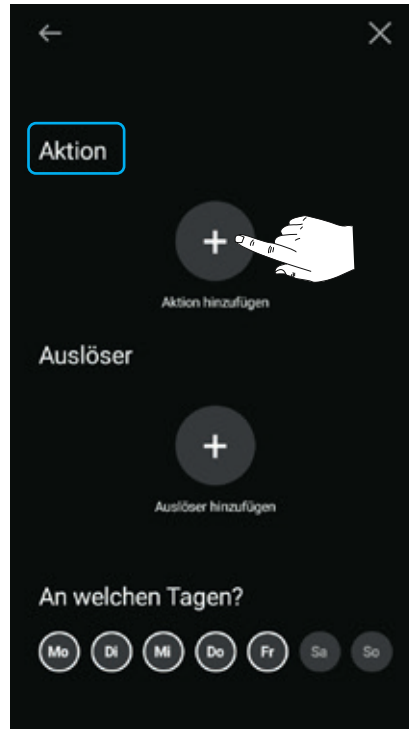 Aktion
Aktion hinzufügen
Auslöser
Auslöser hinzufügen
An welchen Tagen?
Mo Di Mi Do Fr Sa So